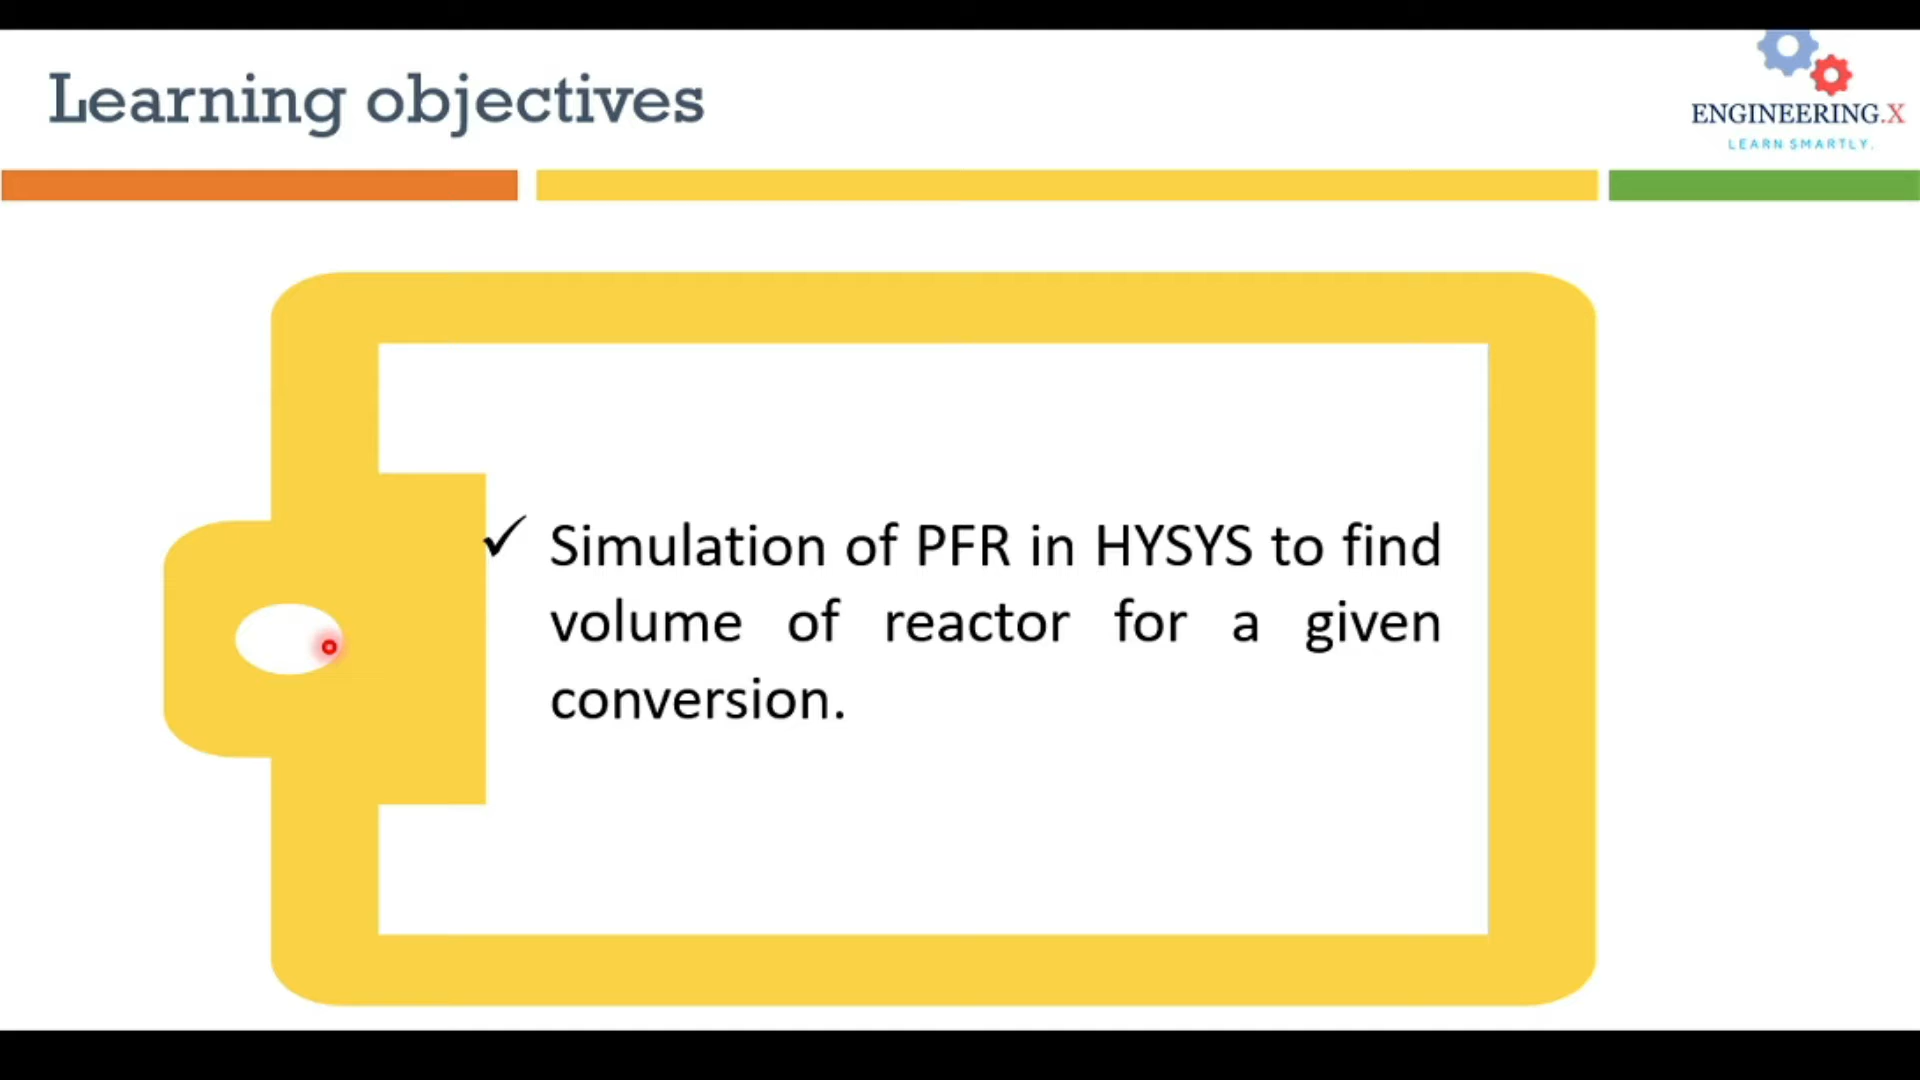 Learning objectives
ENGINEERING.X
LEARN SMARTLY.
✓ Simulation of PFR in HYSYS to find
volume of reactor for a given
conversion.